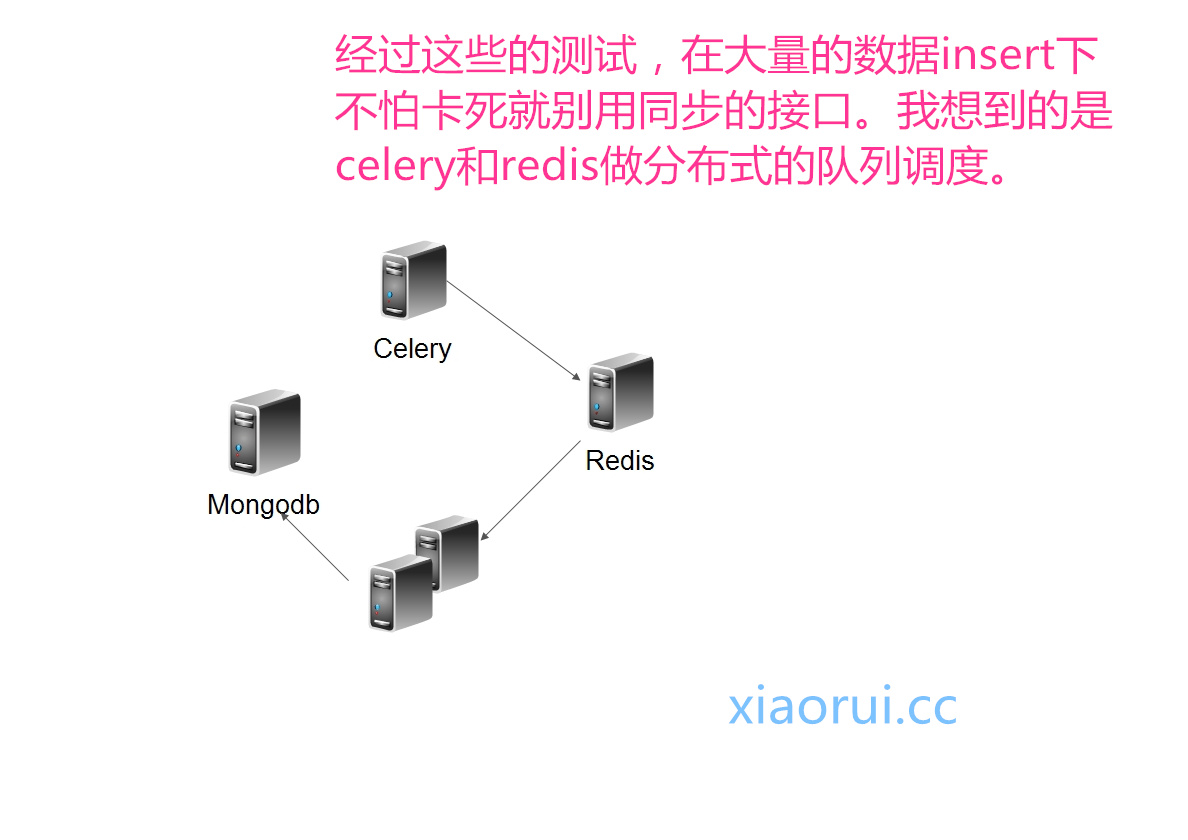 经过这些的测试，在大量的数据insert下
不怕卡死就别用同步的接口。我想到的是
celery和redis做分布式的队列调度。
Celery
Redis
Mongodb
xiaorui.cc